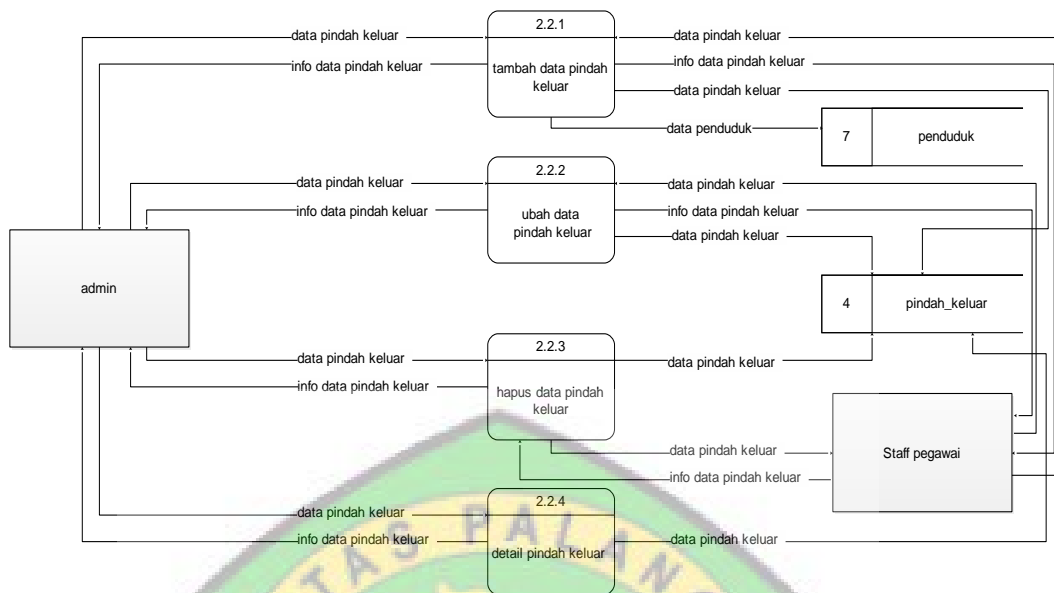 2.2.1
data pindah keluar
data pindah keluar
info data pindah keluar
tambah data pindah
keluar
info data pindah keluar
data pindah keluar
data penduduk
7
penduduk
2.2.2
data pindah keluar
data pindah keluar
info data pindah keluar
ubah data
pindah keluar
info data pindah keluar
data pindah keluar
admin
4
pindah_keluar
2.2.3
data pindah keluar
data pindah keluar
info data pindah keluar
hapus data pindah
keluar
data pindah keluar
Staff pegawai
info data pindah keluar
2.2.4
data pindah keluar
info data pindah keluar
detail pindah keluar
data pindah keluar
TAS PALAN